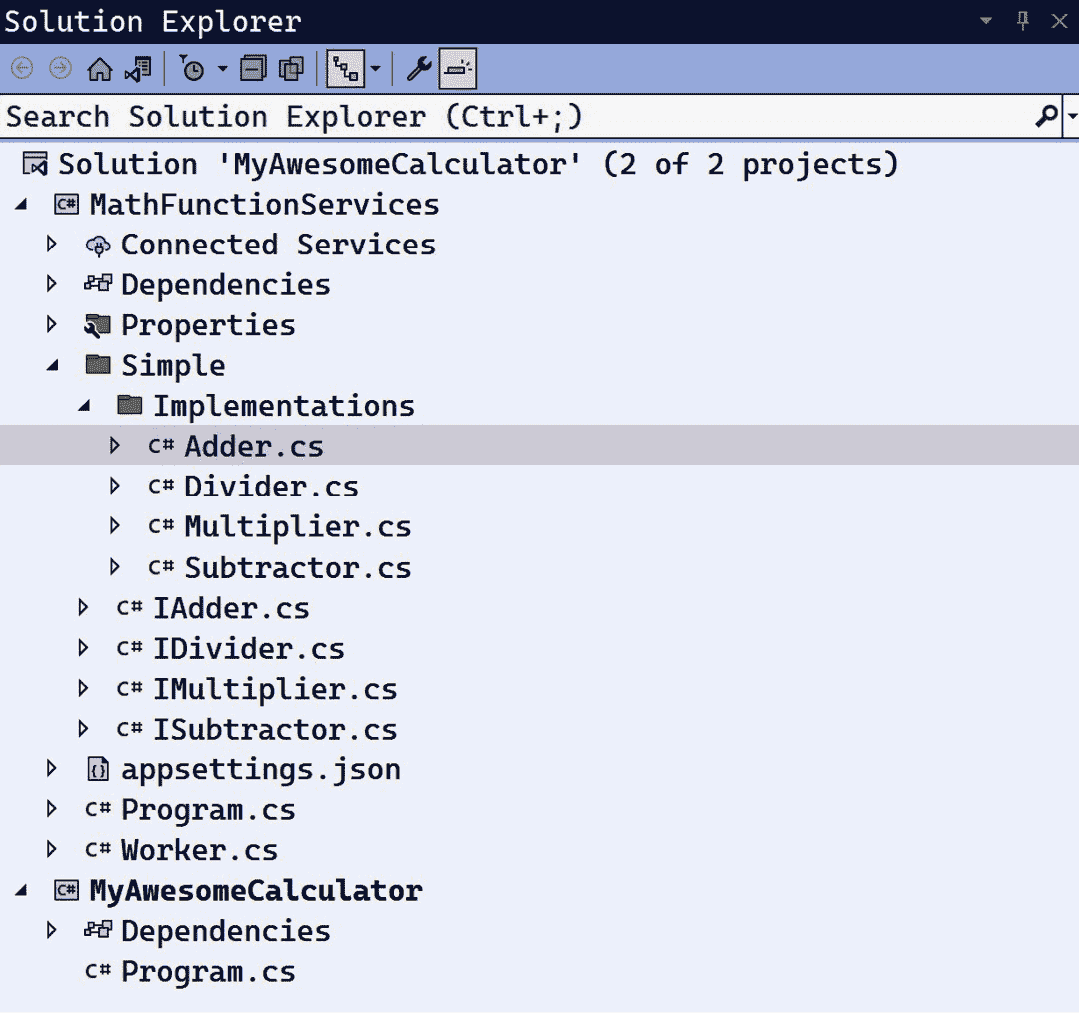 Solution Explorer
Search Solution Explorer (Ctrl+;)
Solution 'MyAwesomeCalculator' (2 of 2 projects)
C# MathFunctionServices
Connected Services
Dependencies
Properties
Simple
Implementations
C# Adder.cs
C# Divider.cs
C# Multiplier.cs
C# Subtractor.cs
C# IAdder.cs
C# IDivider.cs
C# IMultiplier.cs
C# ISubtractor.cs
appsettings.json
C# Program.cs
C# Worker.cs
C# MyAwesomeCalculator
Dependencies
C# Program.cs